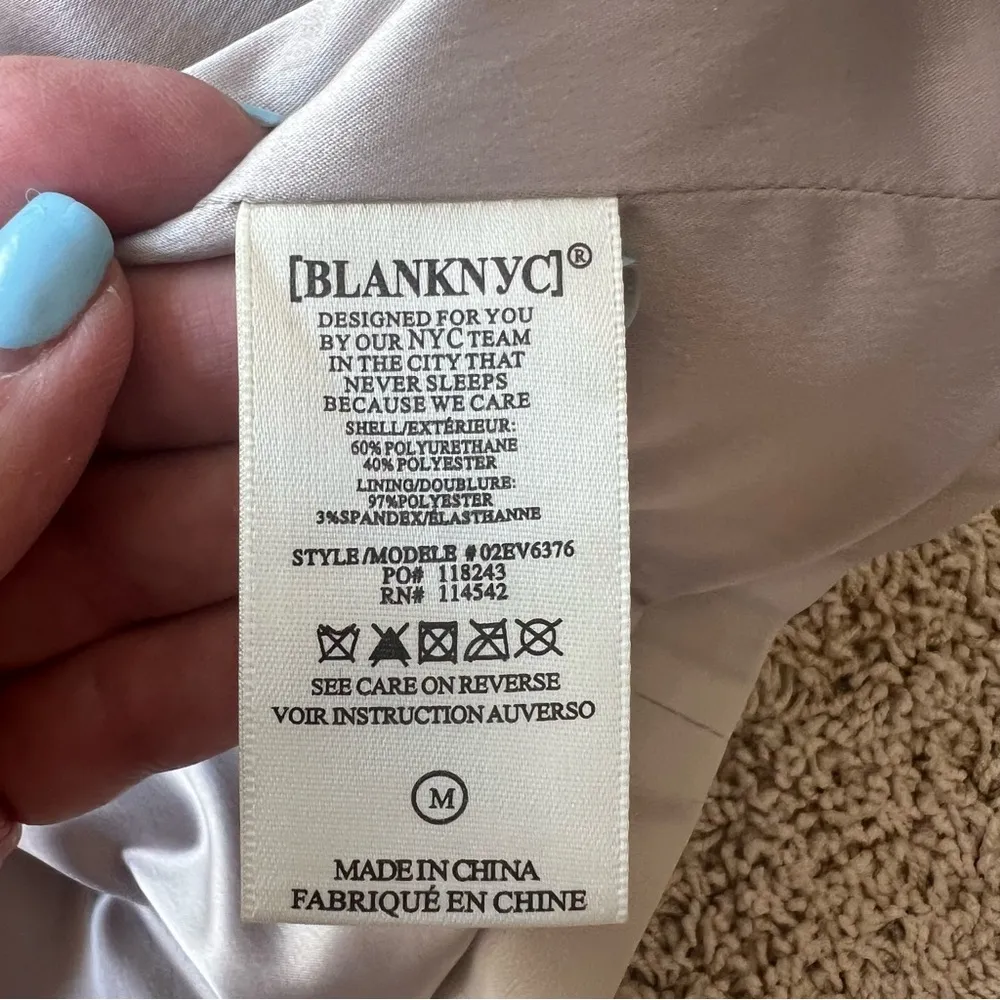 [BLANKNYC]®
DESIGNED FOR YOU
BY OUR NYC TEAM
IN THE CITY THAT
NEVER SLEEPS
BECAUSE WE CARE
SHELL/EXTÉRIEUR:
60% POLYURETHANE
40% POLYESTER
LINING/DOUBLURE:
97%POLYESTER
3%SPANDEX/ÉLASTHANNE
STYLE/MODELE #02EV6376
PO# 118243
RN# 114542
SEE CARE ON REVERSE
VOIR INSTRUCTION AUVERSO
M
MADE IN CHINA
FABRIQUÉ EN CHINE